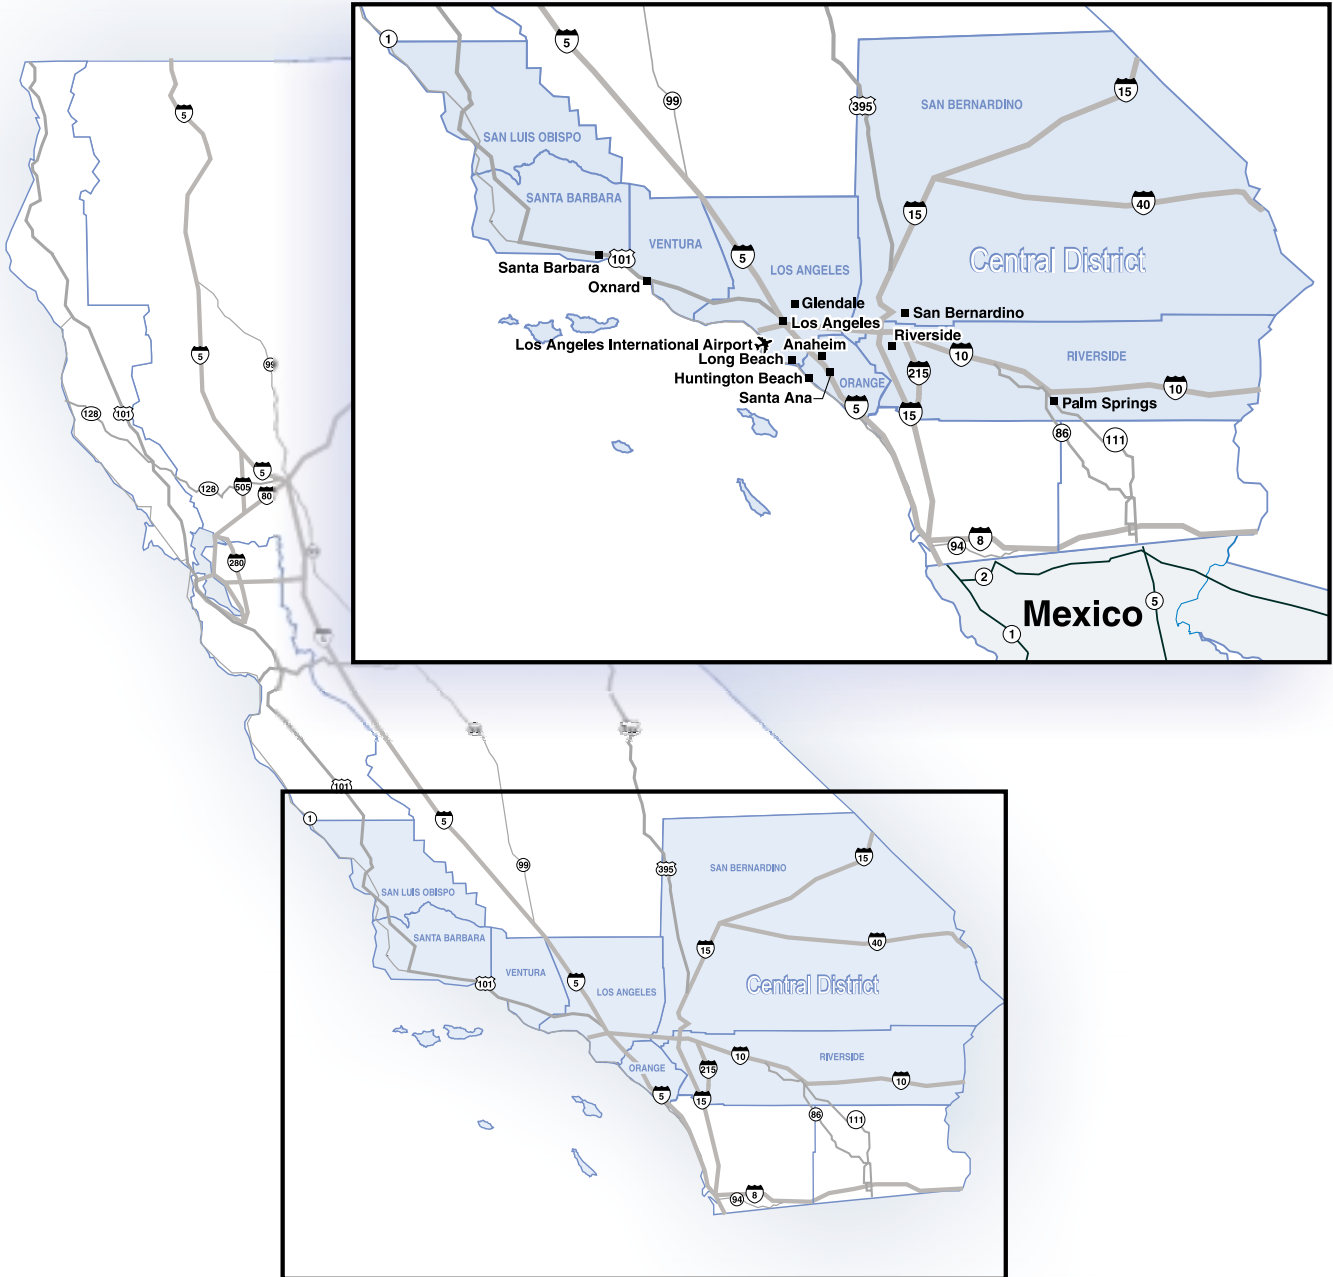 1
5
99
395
15
SAN BERNARDINO
SAN LUIS OBISPO
SANTA BARBARA
VENTURA
15
40
Central District
101
5
LOS ANGELES
Santa Barbara
Oxnard
Glendale
Los Angeles
San Bernardino
Los Angeles International Airport
Anaheim
Riverside
Long Beach
10
RIVERSIDE
Huntington Beach
ORANGE
215
10
Santa Ana
5
15
Palm Springs
86
111
94
8
2
Mexico
5
1
5
5
99
128
101
5
128
505
80
280
101
1
5
99
395
15
SAN BERNARDINO
SAN LUIS OBISPO
SANTA BARBARA
15
40
VENTURA
101
5
LOS ANGELES
Central District
10
RIVERSIDE
ORANGE
215
10
5
15
86
111
94
8